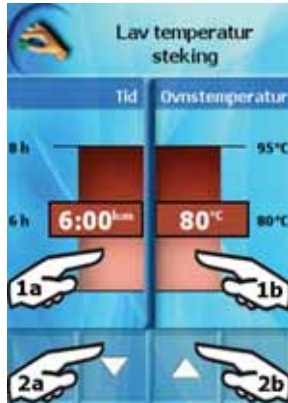 Lav temperatur
steking
Tid Ovnstemperatur
8 h 95°C
6 h 6:00 80°C 80°C
1a 1b
2a 2b